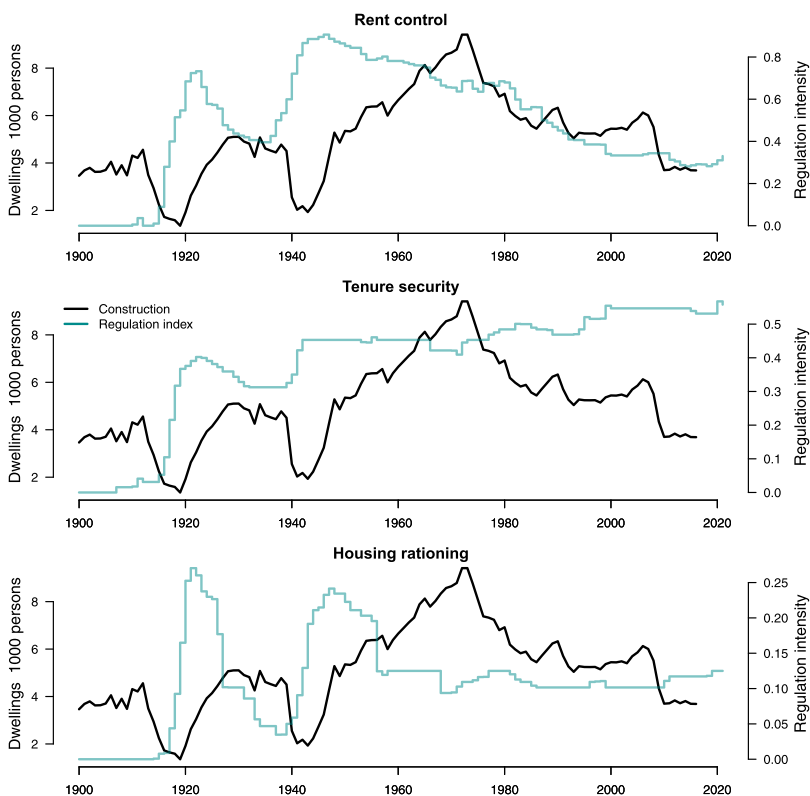 Rent control
Dwellings 1000 persons
8
6
4
2
0.8
0.6
0.4
0.2
0.0
Regulation intensity
1900 1920 1940 1960 1980 2000 2020
Tenure security
Construction
Regulation index
Dwellings 1000 persons
8
6
4
2
0.5
0.4
0.3
0.2
0.1
0.0
Regulation intensity
1900 1920 1940 1960 1980 2000 2020
Housing rationing
Dwellings 1000 persons
8
6
4
2
0.25
0.20
0.15
0.10
0.05
0.00
Regulation intensity
1900 1920 1940 1960 1980 2000 2020